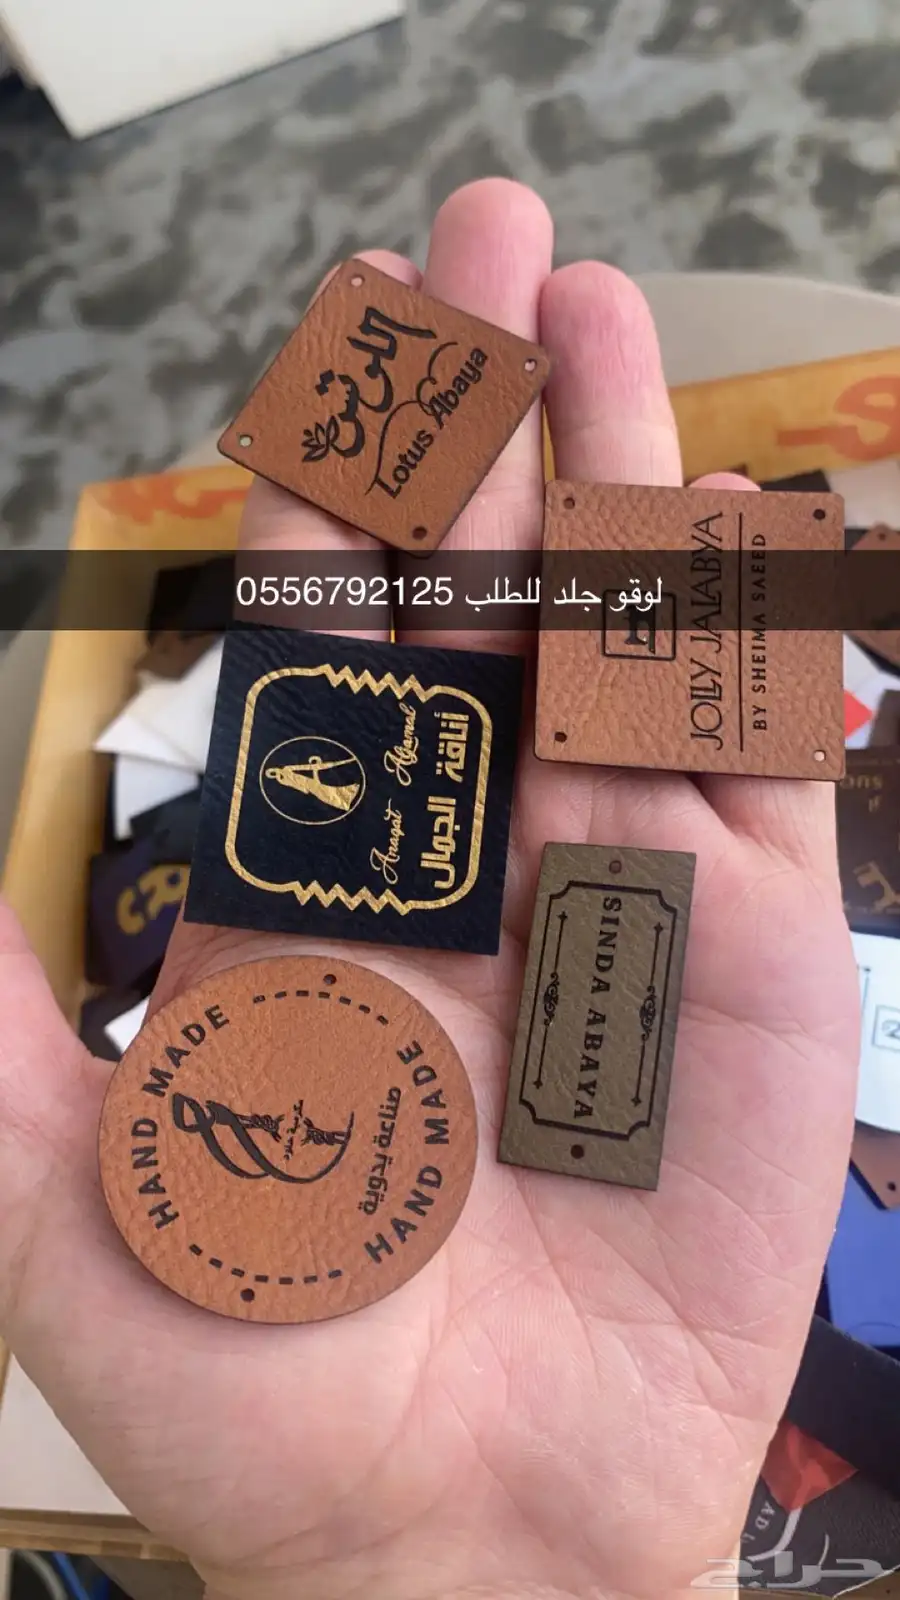 اللوتس
Lotus Abaya
لوقو جلد للطلب 0556792125
JOLLY JALABYA
BY SHEIMA SAEED
A
Anaqat Aljamal
أناقة الجمال
SINDA ABAYA
HAND MADE
صناعة يدوية
HAND MADE
حراج